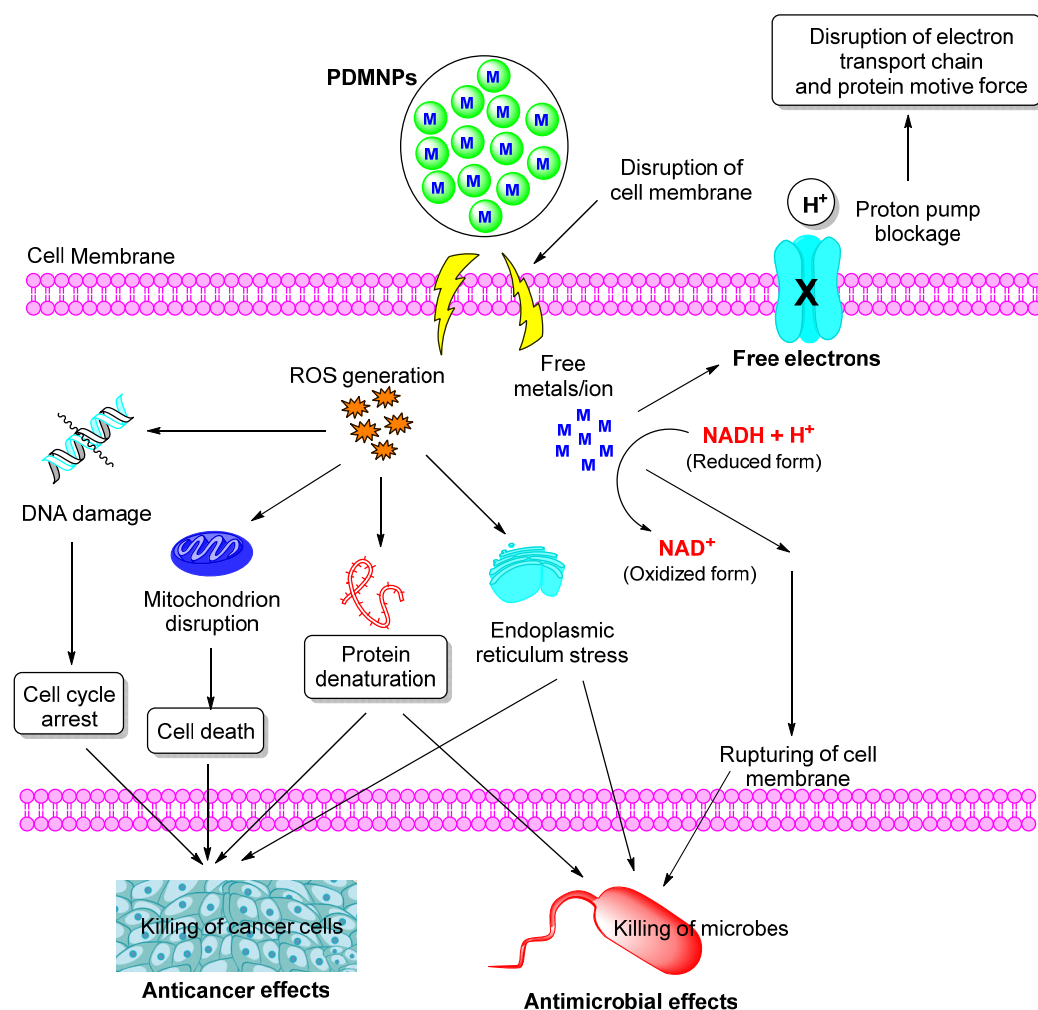 Disruption of electron
transport chain
and protein motive force
PDMNPs
M
M
M
M
M
M
M
M
M
M
M
M
M
M
Disruption of
cell membrane
H+
Proton pump
blockage
Cell Membrane
X
Free electrons
ROS generation
Free
metals/ion
M
M
M
M
M
M
M
NADH + H+
(Reduced form)
NAD+
(Oxidized form)
DNA damage
Mitochondrion
disruption
Protein
denaturation
Endoplasmic
reticulum stress
Cell cycle
arrest
Cell death
Rupturing of cell
membrane
Killing of cancer cells
Killing of microbes
Anticancer effects
Antimicrobial effects